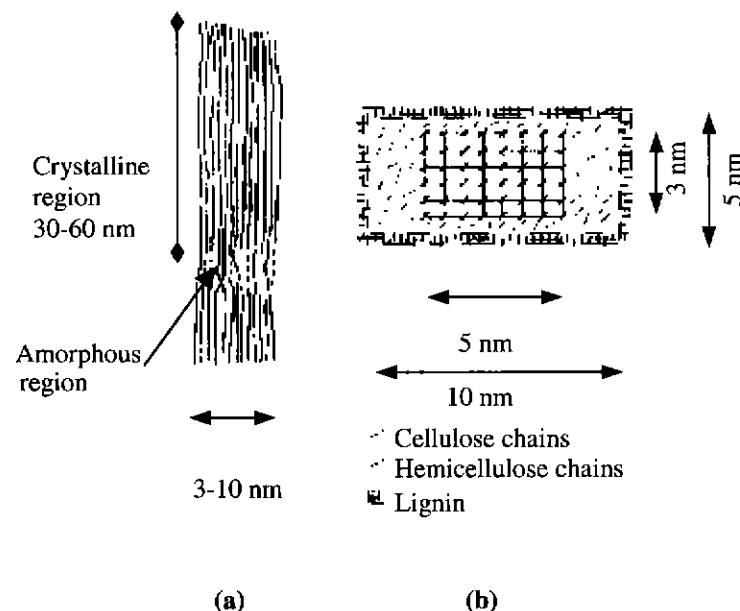 Crystalline
region
30-60 nm
Amorphous
region
3-10 nm
(a)
3 nm
5 nm
5 nm
10 nm
Cellulose chains
Hemicellulose chains
Lignin
(b)